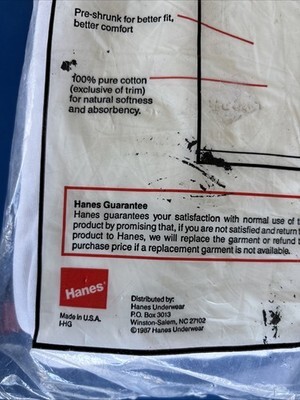 Pre-shrunk for better fit,
better comfort
100% pure cotton
(exclusive of trim)
for natural softness
and absorbency.
Hanes Guarantee
Hanes guarantees your satisfaction with normal use of
product by promising that, if you are not satisfied and return
product to Hanes, we will replace the garment or refund
purchase price if a replacement garment is not available.
Hanes®
Made in U.S.A.
I-HG
Distributed by:
Hanes Underwear
P.O. Box 3013
Winston-Salem, NC 27102
©1987 Hanes Underwear